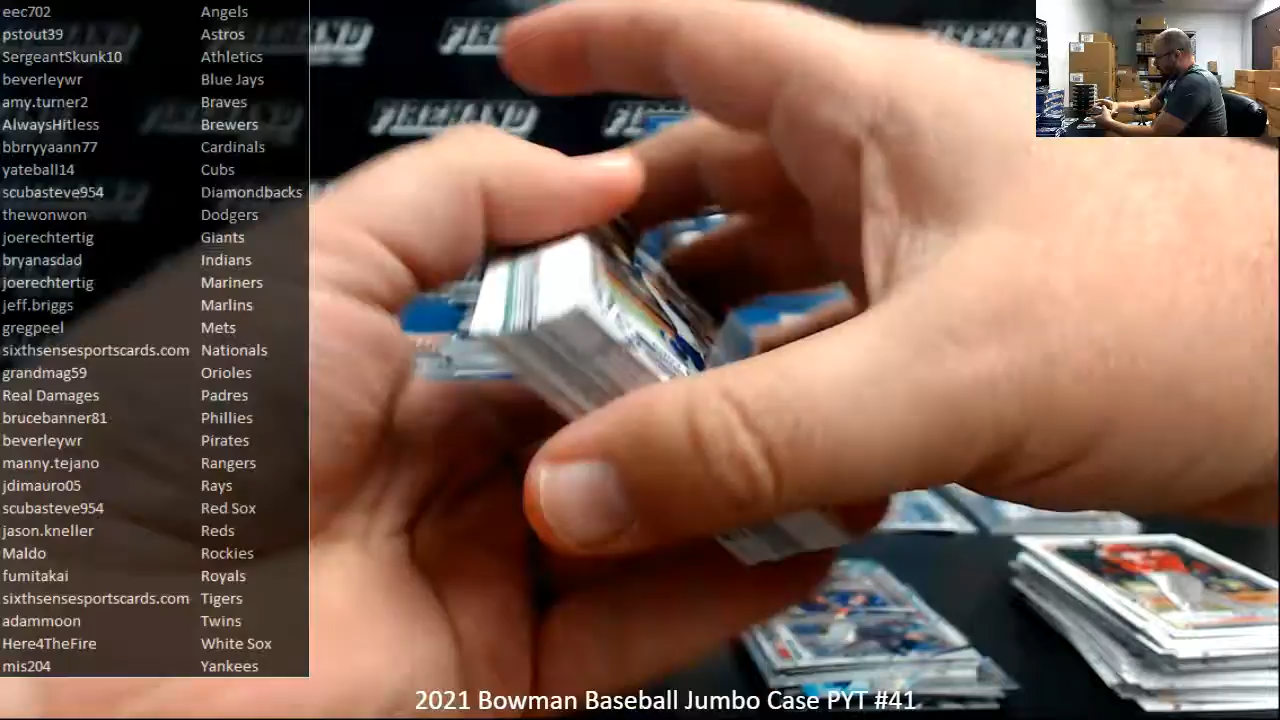 eec702 Angels
pstout39 Astros
SergeantSkunk10 Athletics
beverleywr Blue Jays
amy.turner2 Braves
AlwaysHitless Brewers
bbrryyaann77 Cardinals
yateball14 Cubs
scubasteve954 Diamondbacks
thewonwon Dodgers
joerechtertig Giants
bryanasdad Indians
joerechtertig Mariners
jeff.briggs Marlins
gregpeel Mets
sixthsensesportscards.com Nationals
grandmag59 Orioles
Real Damages Padres
brucebanner81 Phillies
beverleywr Pirates
manny.tejano Rangers
jdimauro05 Rays
scubasteve954 Red Sox
jason.kneller Reds
Maldo Rockies
fumitakai Royals
sixthsensesportscards.com Tigers
adammoon Twins
Here4TheFire White Sox
mis204 Yankees
FIREHAND
2021 Bowman Baseball Jumbo Case PYT #41